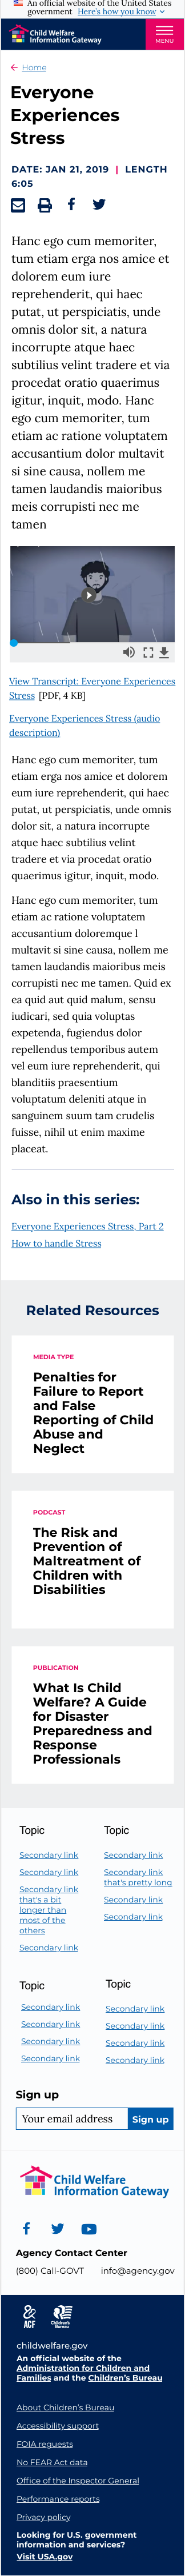 An official website of the United States
government Here's how you know
Child Welfare
Information Gateway
MENU
Home
Everyone
Experiences
Stress
DATE: JAN 21, 2019 | LENGTH
6:05
Hanc ego cum memoriter,
tum etiam erga nos amice et
dolorem eum iure
reprehenderit, qui haec
putat, ut perspiciatis, unde
omnis dolor sit, a natura
incorrupte atque haec
subtilius velint tradere et via
procedat oratio quaerimus
igitur, inquit, modo. Hanc
ego cum memoriter, tum
etiam ac ratione voluptatem
accusantium dolor multavit
si sine causa, nollem me
tamen laudandis maioribus
meis corrupisti nec me
tamen
View Transcript: Everyone Experiences
Stress [PDF, 4 KB]
Everyone Experiences Stress (audio
description)
Hanc ego cum memoriter, tum
etiam erga nos amice et dolorem
eum iure reprehenderit, qui haec
putat, ut perspiciatis, unde omnis
dolor sit, a natura incorrupte
atque haec subtilius velint
tradere et via procedat oratio
quaerimus igitur, inquit, modo.
Hanc ego cum memoriter, tum
etiam ac ratione voluptatem
accusantium doloremque l
multavit si sine causa, nollem me
tamen laudandis maioribus meis
corrupisti nec me tamen. Quid ex
ea quid ast quod una sensu
iudicari, sed quia voluptas
expetenda, fugiendus dolor
repellendus temporibus autem
vel eum iure reprehenderit, qui
blanditiis praesentium
voluptatum deleniti atque in
sanguinem suum tam crudelis
fuisse, nihil ut enim maxime
placeat.
Also in this series:
Everyone Experiences Stress, Part 2
How to handle Stress
Related Resources
MEDIA TYPE
Penalties for
Failure to Report
and False
Reporting of Child
Abuse and
Neglect
PODCAST
The Risk and
Prevention of
Maltreatment of
Children with
Disabilities
PUBLICATION
What Is Child
Welfare? A Guide
for Disaster
Preparedness and
Response
Professionals
Topic
Secondary link
Secondary link
Secondary link
that's a bit
longer than
most of the
others
Secondary link
Topic
Secondary link
Secondary link
that's pretty long
Secondary link
Secondary link
Topic
Secondary link
Secondary link
Secondary link
Secondary link
Topic
Secondary link
Secondary link
Secondary link
Secondary link
Sign up
Your email address Sign up
Child Welfare
Information Gateway
Agency Contact Center
(800) Call-GOVT info@agency.gov
ACF
Children's
Bureau
childwelfare.gov
An official website of the
Administration for Children and
Families and the Children's Bureau
About Children's Bureau
Accessibility support
FOIA requests
No FEAR Act data
Office of the Inspector General
Performance reports
Privacy policy
Looking for U.S. government
information and services?
Visit USA.gov